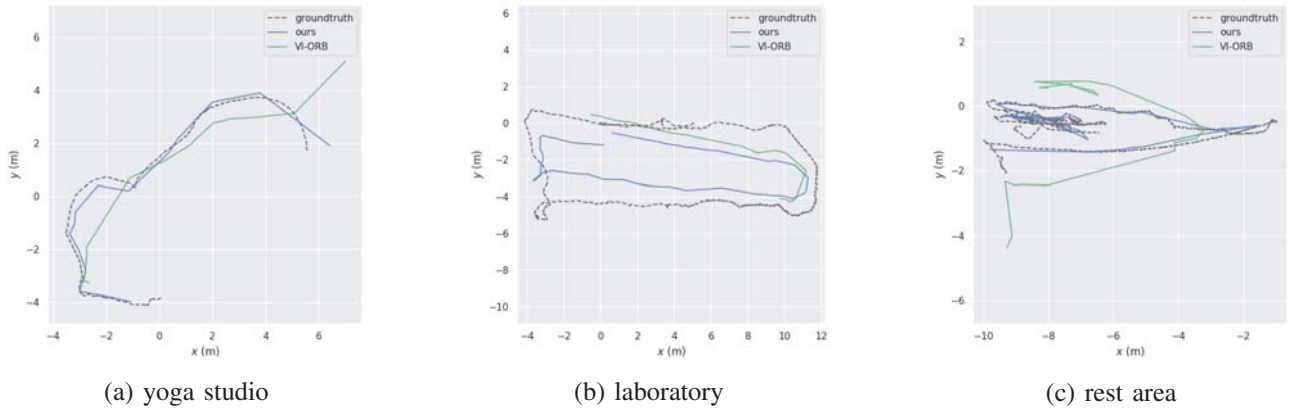 groundtruth
ours
VI-ORB
6
4
2
0
−2
−4
y (m)
−4
−2
0
2
4
6
x (m)
(a) yoga studio
groundtruth
ours
VI-ORB
6
4
2
0
−2
−4
−6
−8
−10
y (m)
−4
−2
0
2
4
6
8
10
12
x (m)
(b) laboratory
groundtruth
ours
VI-ORB
2
0
−2
−4
−6
y (m)
−10
−8
−6
−4
−2
x (m)
(c) rest area